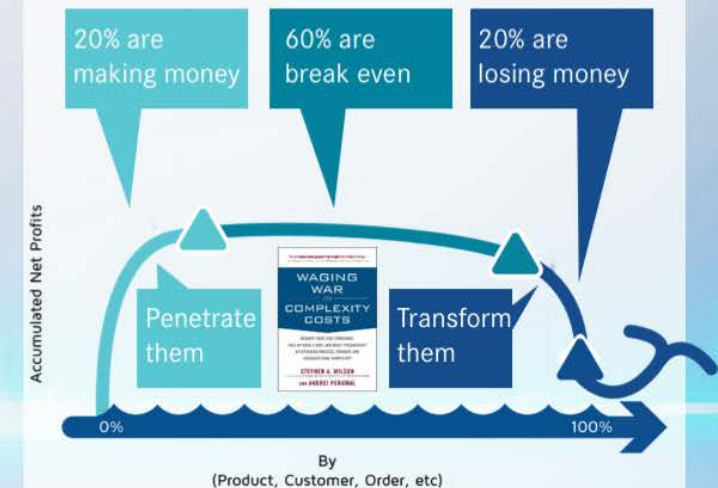 20% are
making money
60% are
break even
20% are
losing money
Accumulated Net Profits
Penetrate
them
WAGING
WAR
COMPLEXITY
COSTS
STEPHEN A. WILSON
AND ANDREI PERUMAL
Transform
them
0%
100%
By
(Product, Customer, Order, etc)